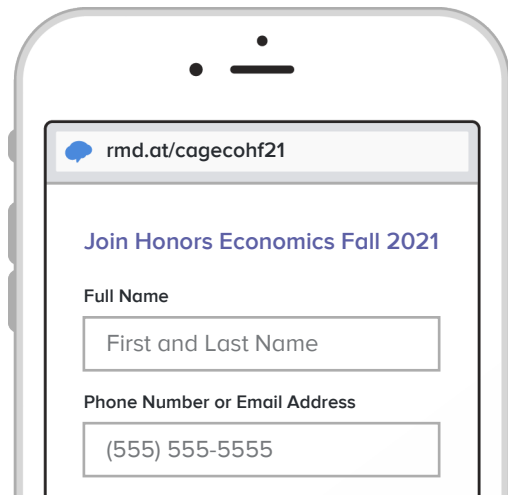 rmd.at/cagecohf21
Join Honors Economics Fall 2021
Full Name
First and Last Name
Phone Number or Email Address
(555) 555-5555